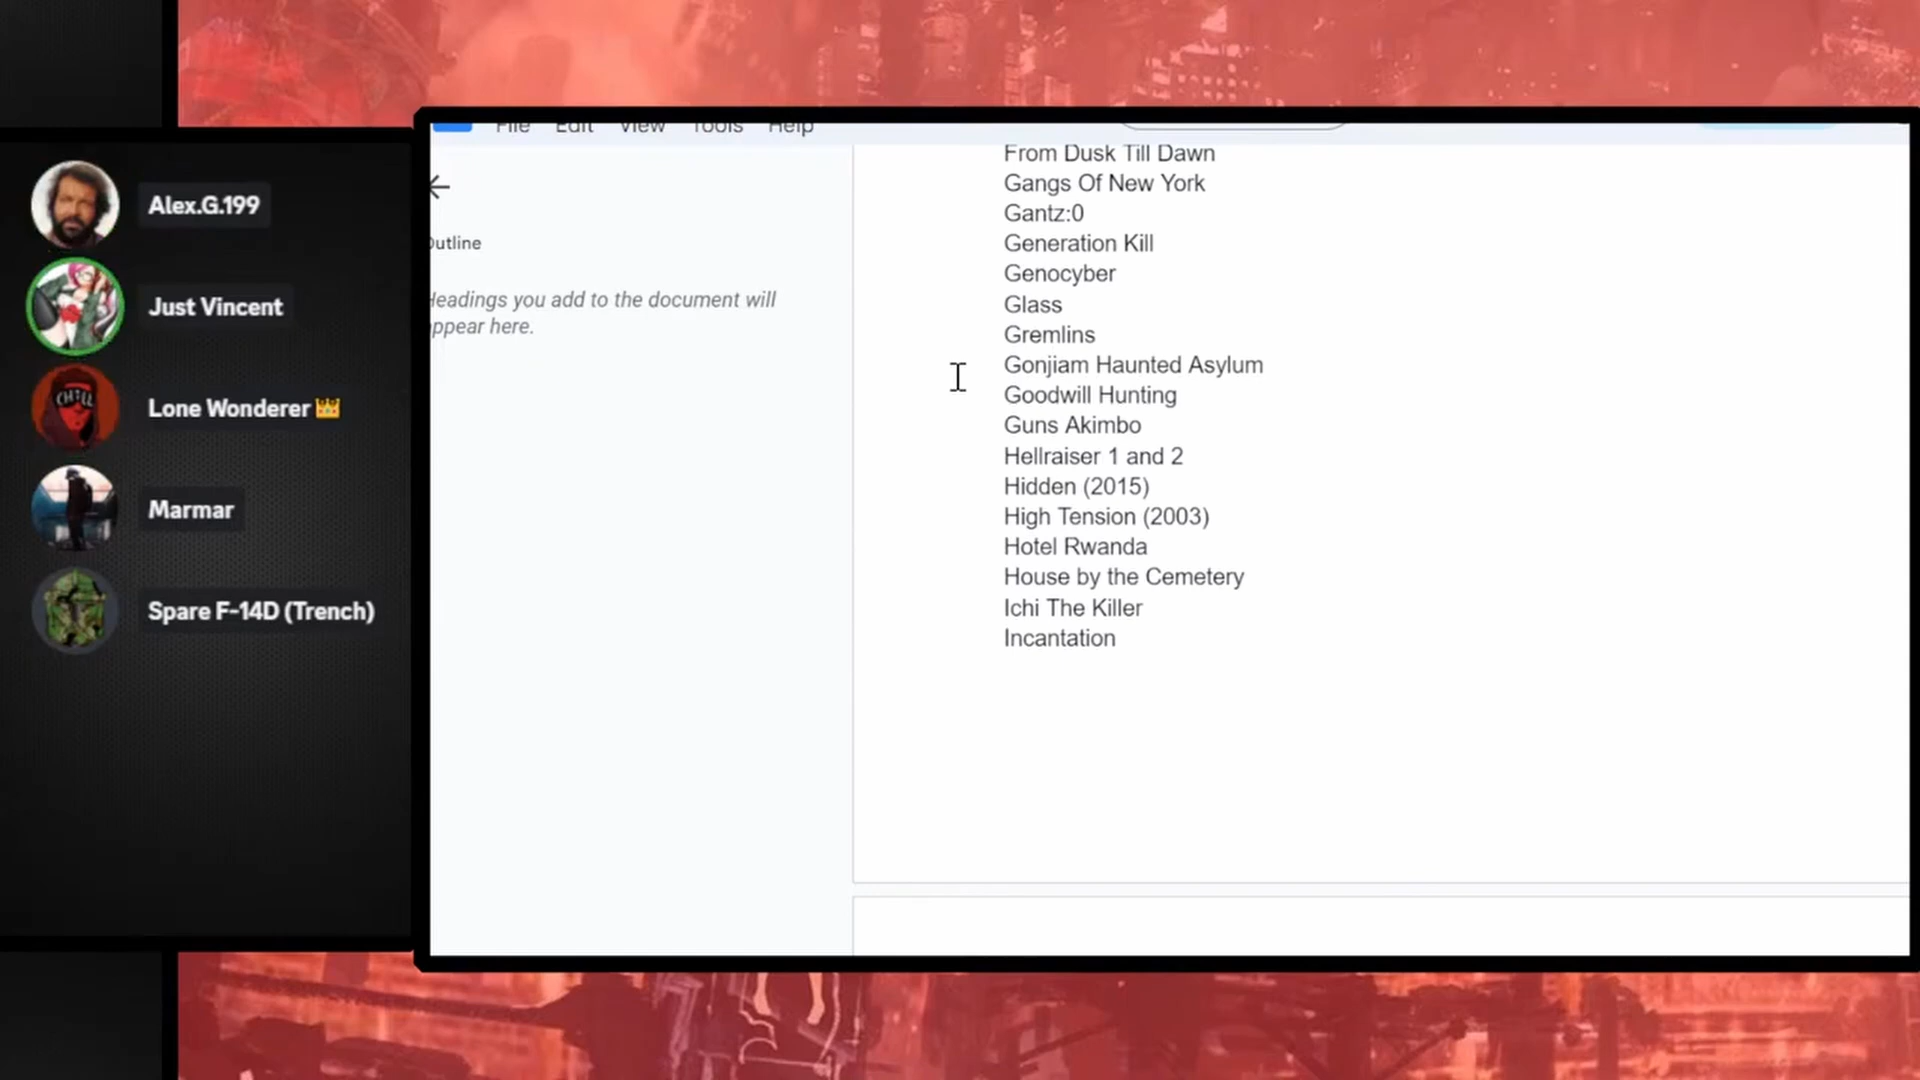 Alex.G.199
Just Vincent
CHILL
Lone Wonderer
Marmar
Spare F-14D (Trench)
File Edit View Tools Help
Outline
Headings you add to the document will
appear here.
From Dusk Till Dawn
Gangs Of New York
Gantz:0
Generation Kill
Genocyber
Glass
Gremlins
Gonjiam Haunted Asylum
Goodwill Hunting
Guns Akimbo
Hellraiser 1 and 2
Hidden (2015)
High Tension (2003)
Hotel Rwanda
House by the Cemetery
Ichi The Killer
Incantation